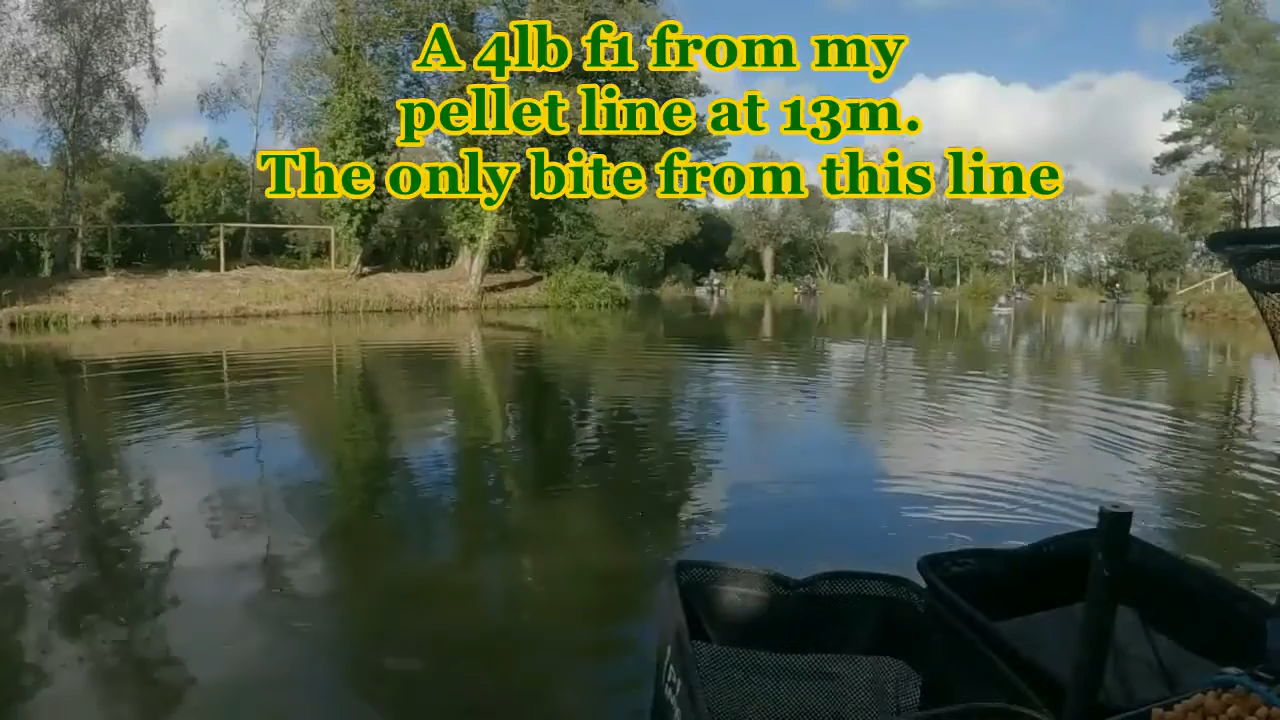 A 4lb f1 from my
pellet line at 13m.
The only bite from this line